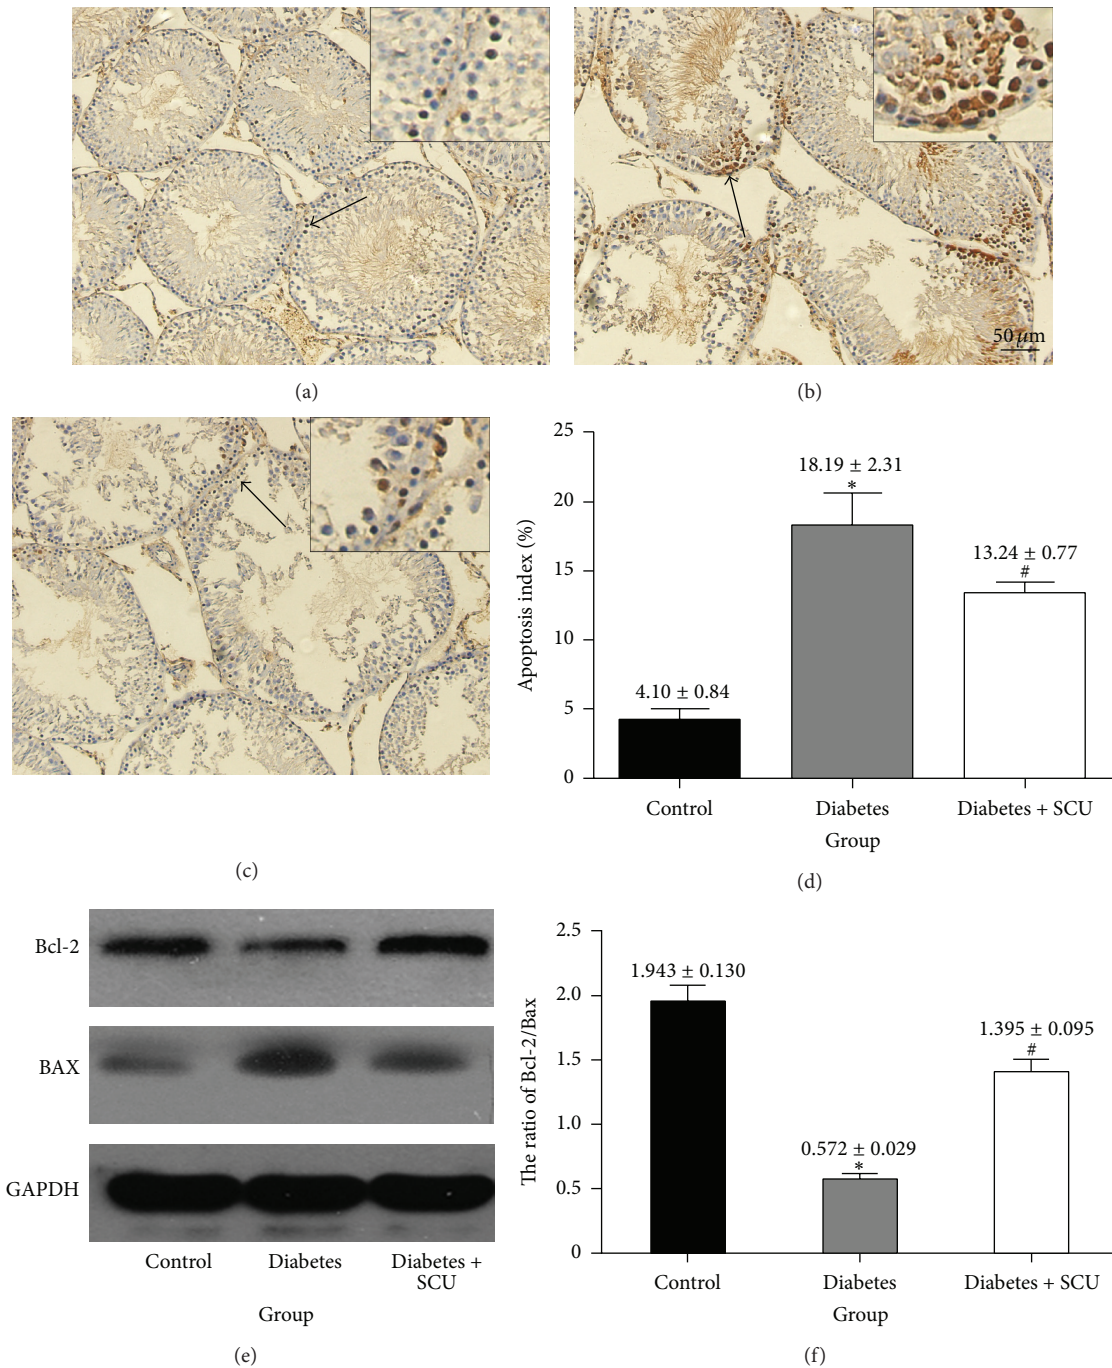 50 μm
(a)
(b)
(c)
25
20
15
10
5
0
Apoptosis index (%)
4.10 ± 0.84
18.19 ± 2.31
*
13.24 ± 0.77
#
Control
Diabetes
Diabetes + SCU
Group
(d)
Bcl-2
BAX
GAPDH
Control
Diabetes
Diabetes +
SCU
Group
(e)
2.5
2.0
1.5
1.0
0.5
0
The ratio of Bcl-2/Bax
1.943 ± 0.130
0.572 ± 0.029
*
1.395 ± 0.095
#
Control
Diabetes
Diabetes + SCU
Group
(f)